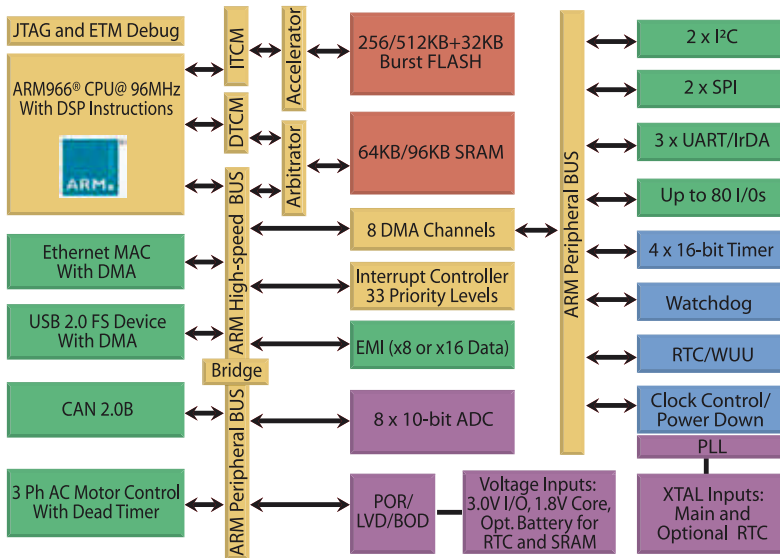 JTAG and ETM Debug
ARM966® CPU@ 96MHz
With DSP Instructions
ARM®
Ethernet MAC
With DMA
USB 2.0 FS Device
With DMA
CAN 2.0B
3 Ph AC Motor Control
With Dead Timer
ITCM
DTCM
ARM High-speed BUS
Bridge
ARM Peripheral BUS
Accelerator
Arbitrator
256/512KB+32KB
Burst FLASH
64KB/96KB SRAM
8 DMA Channels
Interrupt Controller
33 Priority Levels
EMI (x8 or x16 Data)
8 x 10-bit ADC
POR/
LVD/BOD
Voltage Inputs:
3.0V I/O, 1.8V Core,
Opt. Battery for
RTC and SRAM
ARM Peripheral BUS
2 x I²C
2 x SPI
3 x UART/IrDA
Up to 80 I/0s
4 x 16-bit Timer
Watchdog
RTC/WUU
Clock Control/
Power Down
PLL
XTAL Inputs:
Main and
Optional RTC